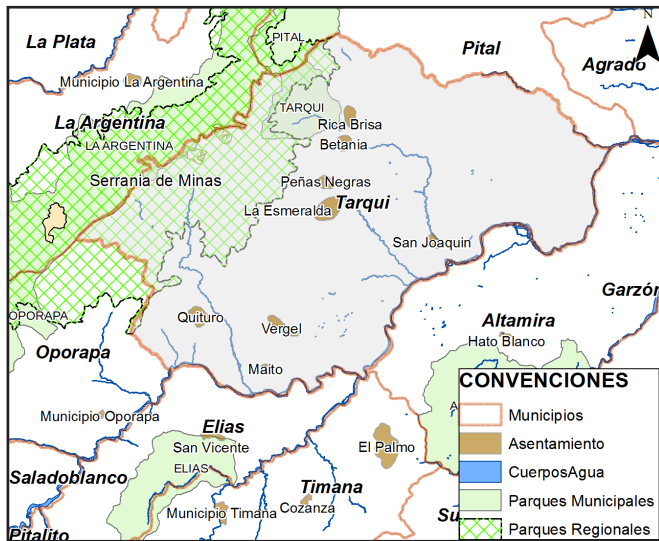 N
La Plata
PITAL
Pital
Agrado
Municipio La Argentina
TARQUI
La Argentina
Rica Brisa
LA ARGENTINA
Betania
Serrania de Minas
Peñas Negras
La Esmeralda
Tarqui
San Joaquin
Garzón
OPORAPA
Quituro
Vergel
Altamira
Hato Blanco
Oporapa
Maito
CONVENCIONES
Municipios
Asentamiento
CuerposAgua
Parques Municipales
Parques Regionales
Municipio Oporapa
Elias
San Vicente
El Palmo
ELIAS
Saladoblanco
Timana
Cozanza
Municipio Timana
Pitalito